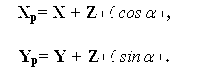 Xp= X + Z · ( cos α · ,
Yp= Y + Z · ( sin α · .